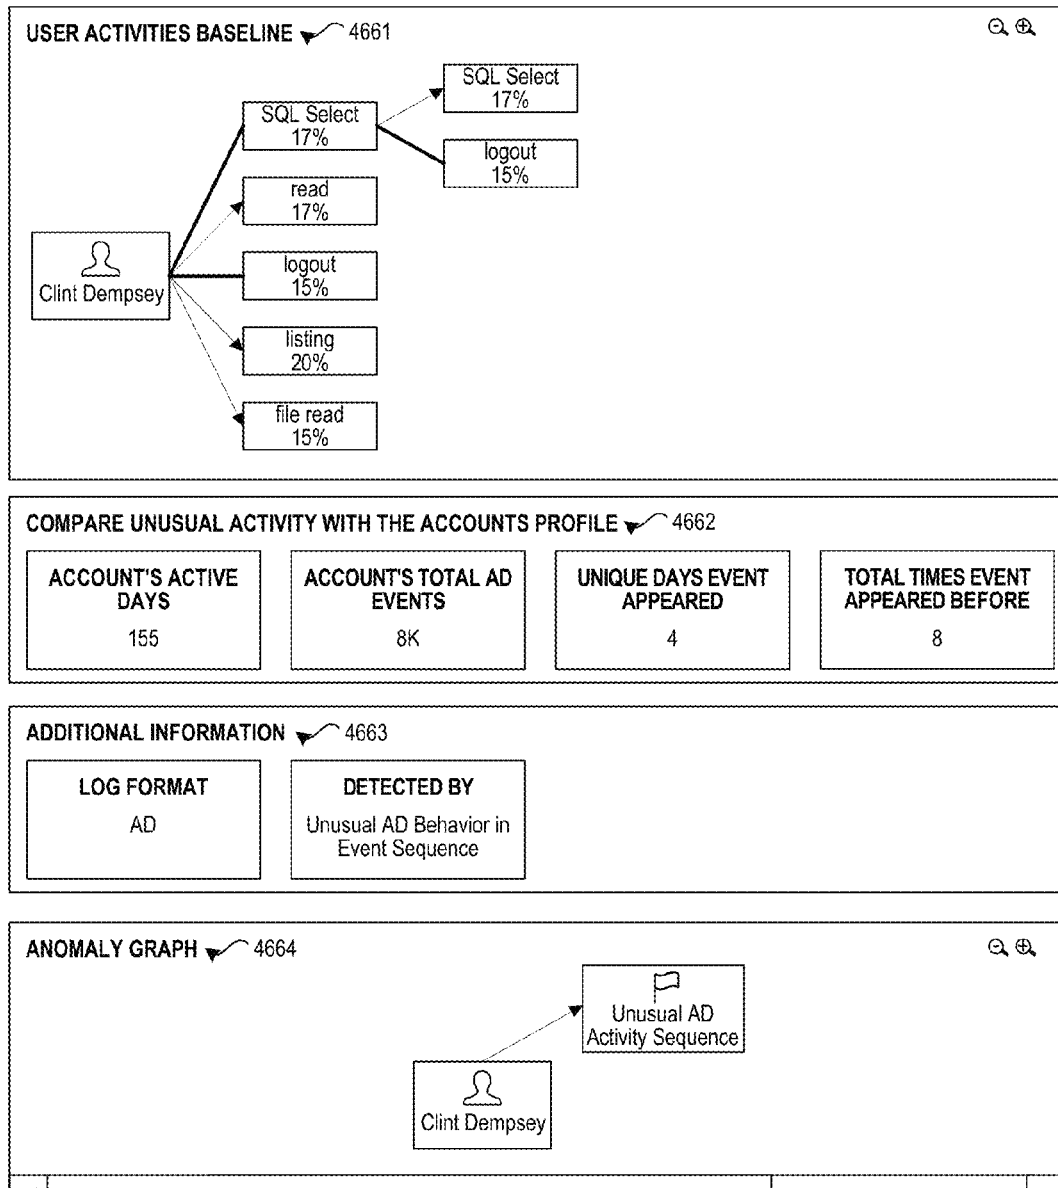 USER ACTIVITIES BASELINE 4661
SQL Select
17%
SQL Select
17%
logout
15%
read
17%
Clint Dempsey
logout
15%
listing
20%
file read
15%
COMPARE UNUSUAL ACTIVITY WITH THE ACCOUNTS PROFILE 4662
ACCOUNT'S ACTIVE
DAYS
155
ACCOUNT'S TOTAL AD
EVENTS
8K
UNIQUE DAYS EVENT
APPEARED
4
TOTAL TIMES EVENT
APPEARED BEFORE
8
ADDITIONAL INFORMATION 4663
LOG FORMAT
AD
DETECTED BY
Unusual AD Behavior in
Event Sequence
ANOMALY GRAPH 4664
Unusual AD
Activity Sequence
Clint Dempsey